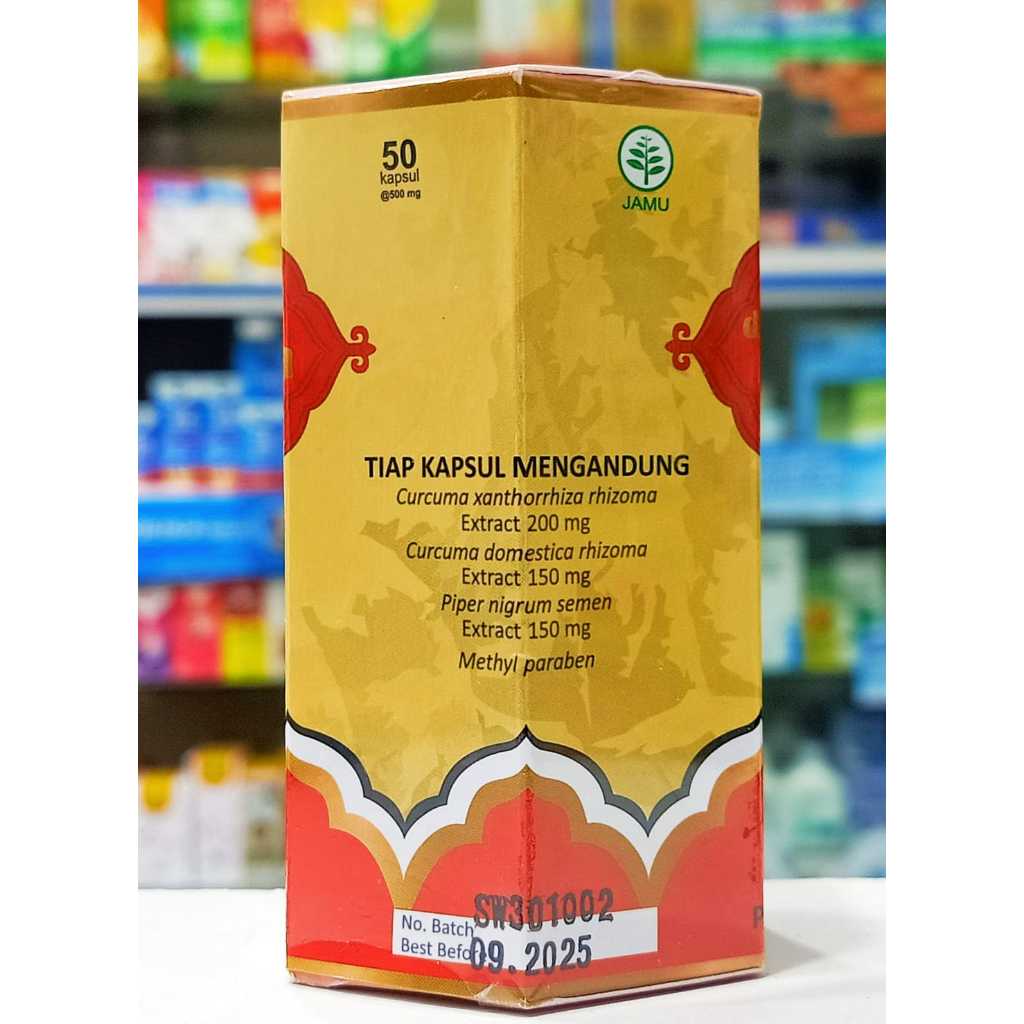 50
kapsul
@500 mg
JAMU
TIAP KAPSUL MENGANDUNG
Curcuma xanthorrhiza rhizoma
Extract 200 mg
Curcuma domestica rhizoma
Extract 150 mg
Piper nigrum semen
Extract 150 mg
Methyl paraben
No. Batch SW301002
Best Before 09.2025